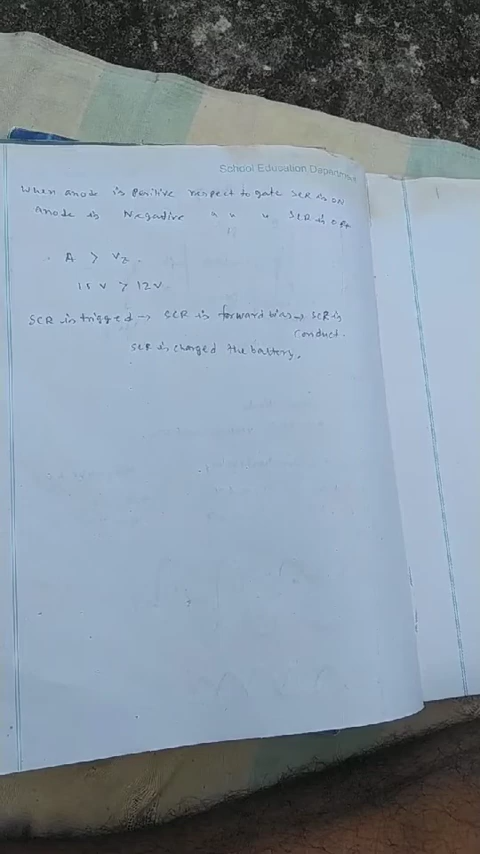 School Education Department
When anode is positive respect to gate SCR is ON
Anode is Negative " " " SCR is OFF
A > Vz.
15 V > 12V
SCR is trigged → SCR is forward bias → SCR is
conduct.
SCR is charged the battery.